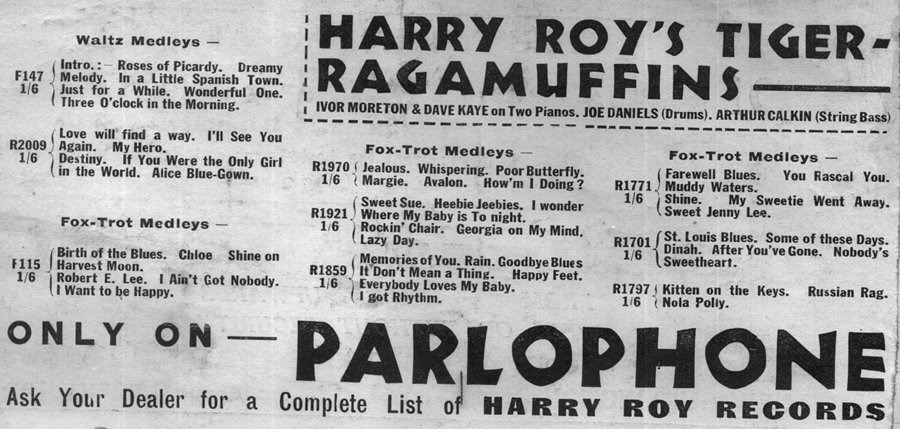 HARRY ROY'S TIGER-
RAGAMUFFINS
IVOR MORETON & DAVE KAYE on Two Pianos. JOE DANIELS (Drums). ARTHUR CALKIN (String Bass)
Waltz Medleys —
F147 1/6
Intro. :— Roses of Picardy. Dreamy
Melody. In a Little Spanish Town.
Just for a While. Wonderful One.
Three O'clock in the Morning.
R2009 1/6
Love will find a way. I'll See You
Again. My Hero.
Destiny. If You Were the Only Girl
in the World. Alice Blue-Gown.
Fox-Trot Medleys —
F115 1/6
Birth of the Blues. Chloe Shine on
Harvest Moon.
Robert E. Lee. I Ain't Got Nobody.
I Want to be Happy.
Fox-Trot Medleys —
R1970 1/6
Jealous. Whispering. Poor Butterfly.
Margie. Avalon. How'm I Doing?
R1921 1/6
Sweet Sue. Heebie Jeebies. I wonder
Where My Baby is To night.
Rockin' Chair. Georgia on My Mind,
Lazy Day.
R1859 1/6
Memories of You. Rain. Goodbye Blues
It Don't Mean a Thing. Happy Feet.
Everybody Loves My Baby.
I got Rhythm.
Fox-Trot Medleys —
R1771 1/6
Farewell Blues. You Rascal You.
Muddy Waters.
Shine. My Sweetie Went Away.
Sweet Jenny Lee.
R1701 1/6
St. Louis Blues. Some of these Days.
Dinah. After You've Gone. Nobody's
Sweetheart.
R1797 1/6
Kitten on the Keys. Russian Rag.
Nola Polly.
ONLY ON — PARLOPHONE
Ask Your Dealer for a Complete List of HARRY ROY RECORDS